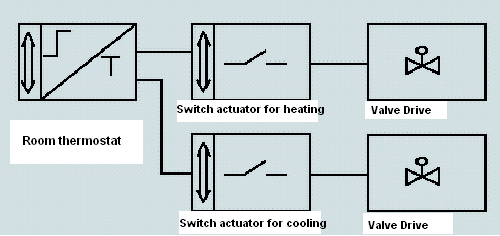 T
Switch actuator for heating
Valve Drive
Room thermostat
Switch actuator for cooling
Valve Drive